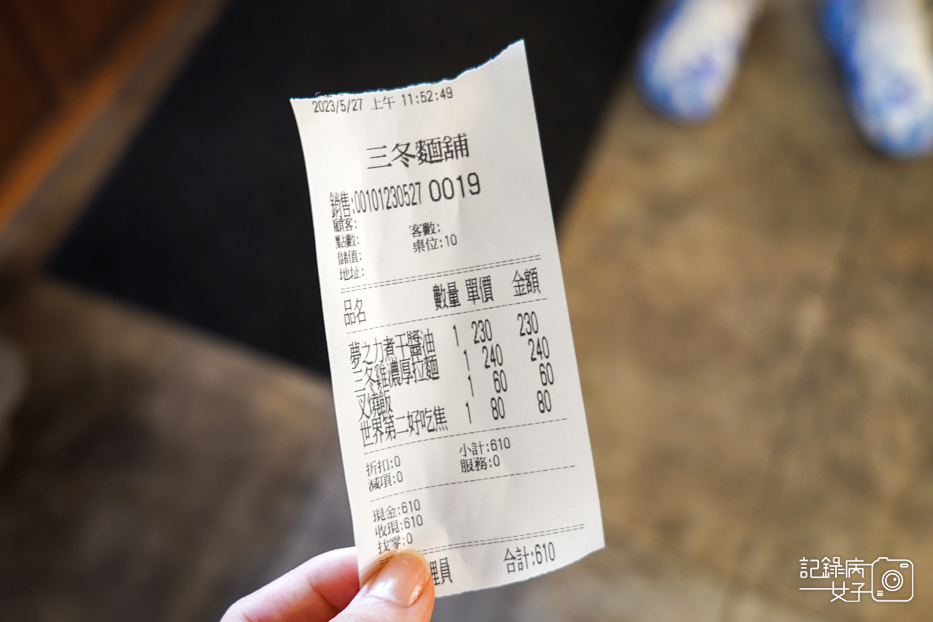 2023/5/27 上午 11:52:49
三冬麵舖
銷售:00101230527 0019
顧客:
點數: 客數:
儲值: 桌位:10
地址:
品名 數量 單價 金額
夢之力煮干醬油 1 230 230
三冬雞濃厚拉麵 1 240 240
叉燒飯 1 60 60
世界第二好吃焦 1 80 80
折扣:0 小計:610
減項:0 服務:0
現金:610
收現:610
找零:0
理員 合計:610
記錄病
女子